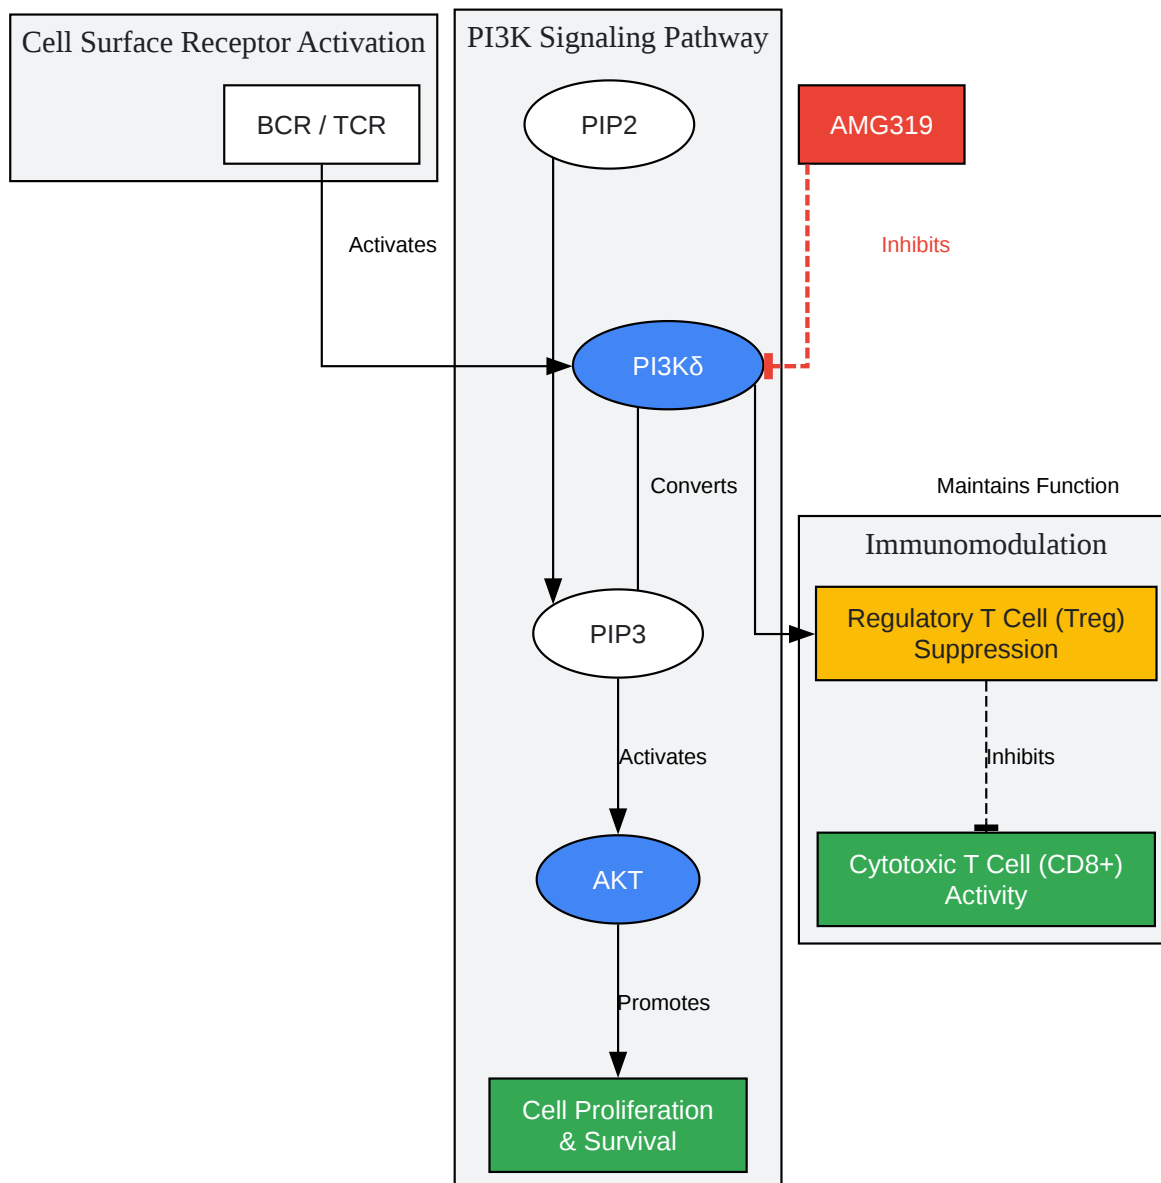 Cell Surface Receptor Activation
PI3K Signaling Pathway
BCR / TCR
PIP2
AMG319
Activates
Inhibits
PI3Kδ
Converts
Maintains Function
Immunomodulation
Regulatory T Cell (Treg)
Suppression
PIP3
Activates
Inhibits
Cytotoxic T Cell (CD8+)
Activity
AKT
Promotes
Cell Proliferation
& Survival